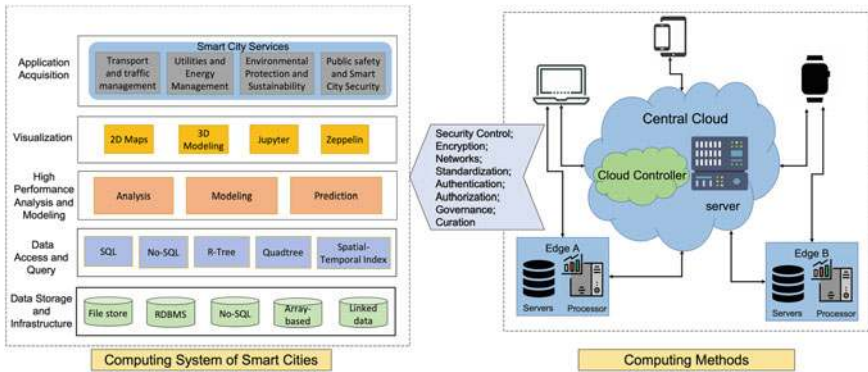 Smart City Services
Application
Acquisition
Transport
and traffic
management
Utilities and
Energy
Management
Environmental
Protection and
Sustainability
Public safety
and Smart
City Security
Visualization
2D Maps
3D
Modeling
Jupyter
Zeppelin
High
Performance
Analysis and
Modeling
Analysis
Modeling
Prediction
Data
Access and
Query
SQL
No-SQL
R-Tree
Quadtree
Spatial-
Temporal Index
Data Storage
and
Infrastructure
File store
RDBMS
No-SQL
Array-
based
Linked
data
Computing System of Smart Cities
Security Control;
Encryption;
Networks;
Standardization;
Authentication;
Authorization;
Governance;
Curation
Central Cloud
Cloud Controller
server
Edge A
Servers
Processor
Edge B
Servers
Processor
Computing Methods